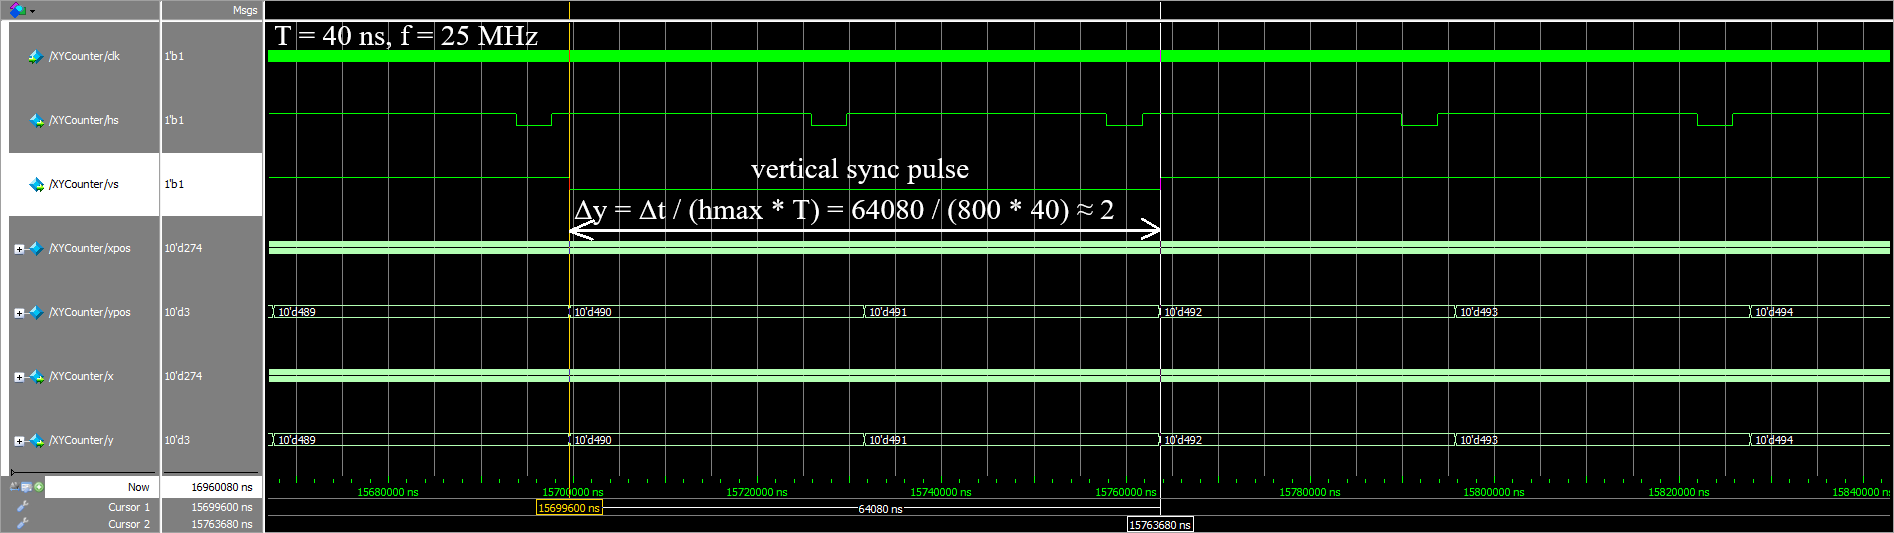 Msgs
T = 40 ns, f = 25 MHz
/XYCounter/clk 1'b1
/XYCounter/hs 1'b1
vertical sync pulse
/XYCounter/vs 1'b1
Δy = Δt / (hmax * T) = 64080 / (800 * 40) ≈ 2
/XYCounter/xpos 10'd274
/XYCounter/ypos 10'd3 10'd489 10'd490 10'd491 10'd492 10'd493 10'd494
/XYCounter/x 10'd274
/XYCounter/y 10'd3 10'd489 10'd490 10'd491 10'd492 10'd493 10'd494
Now 16960080 ns 15680000 ns 15700000 ns 15720000 ns 15740000 ns 15760000 ns 15780000 ns 15800000 ns 15820000 ns 15840000 ns
Cursor 1 15699600 ns 15699600 ns 64080 ns
Cursor 2 15763680 ns 15763680 ns